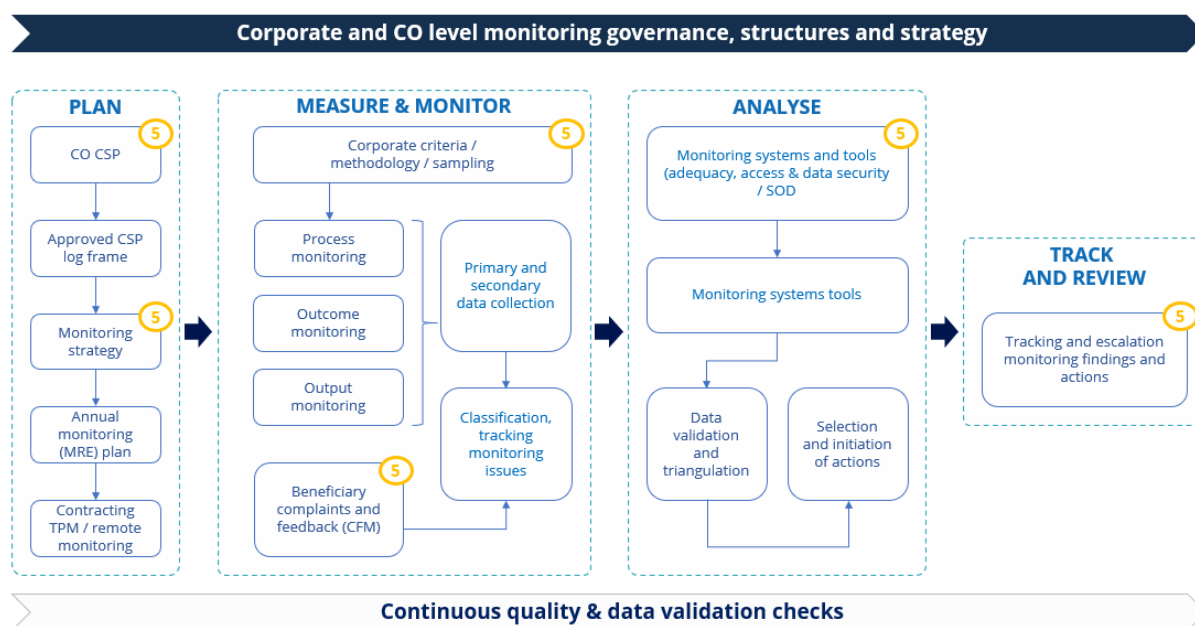 Corporate and CO level monitoring governance, structures and strategy
PLAN
5
CO CSP
Approved CSP
log frame
5
Monitoring
strategy
Annual
monitoring
(MRE) plan
Contracting
TPM / remote
monitoring
MEASURE & MONITOR
5
Corporate criteria /
methodology / sampling
Process
monitoring
Outcome
monitoring
Output
monitoring
Primary and
secondary
data collection
Classification,
tracking
monitoring
issues
5
Beneficiary
complaints and
feedback (CFM)
ANALYSE
5
Monitoring systems and tools
(adequacy, access & data security
/ SOD
Monitoring systems tools
Data
validation
and
triangulation
Selection
and initiation
of actions
TRACK
AND REVIEW
5
Tracking and escalation
monitoring findings and
actions
Continuous quality & data validation checks